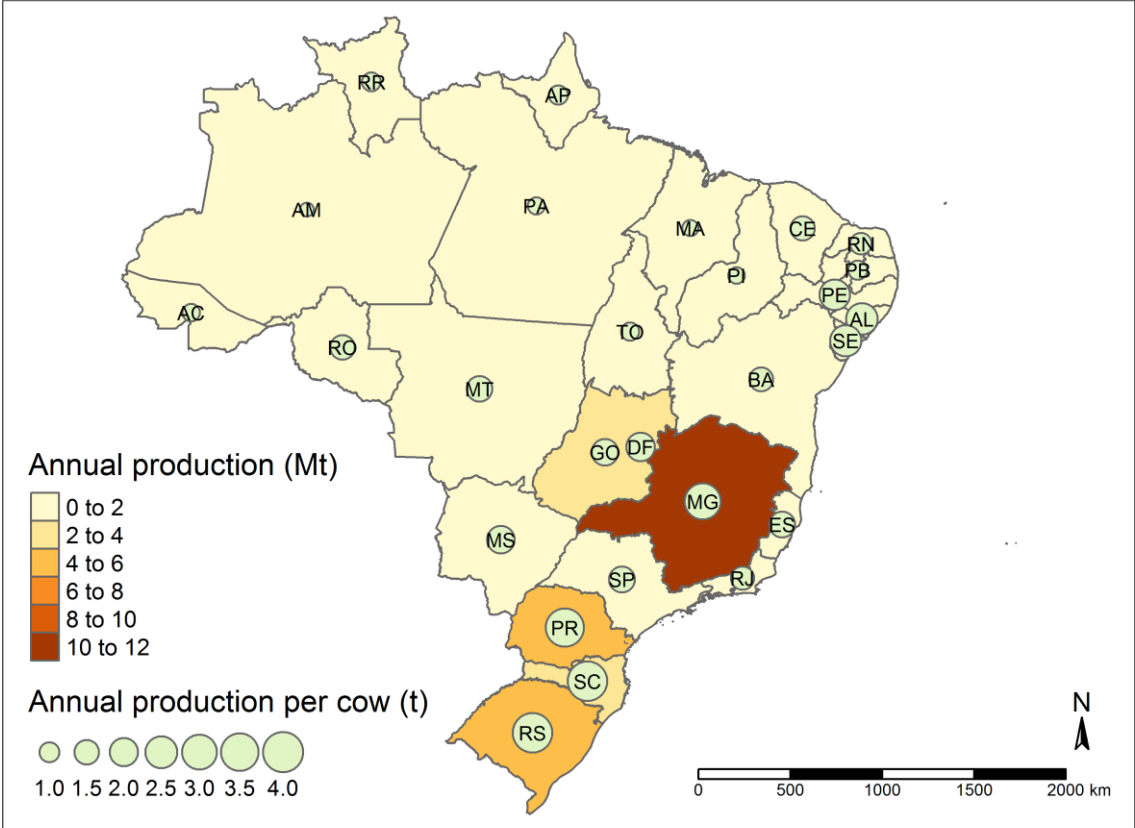 RR
AP
AM
PA
MA
CE
RN
PI
PB
PE
AC
AL
TO
SE
RO
BA
MT
GO
DF
MG
ES
MS
SP
RJ
PR
SC
RS
Annual production (Mt)
0 to 2
2 to 4
4 to 6
6 to 8
8 to 10
10 to 12
Annual production per cow (t)
1.0 1.5 2.0 2.5 3.0 3.5 4.0
N
0 500 1000 1500 2000 km